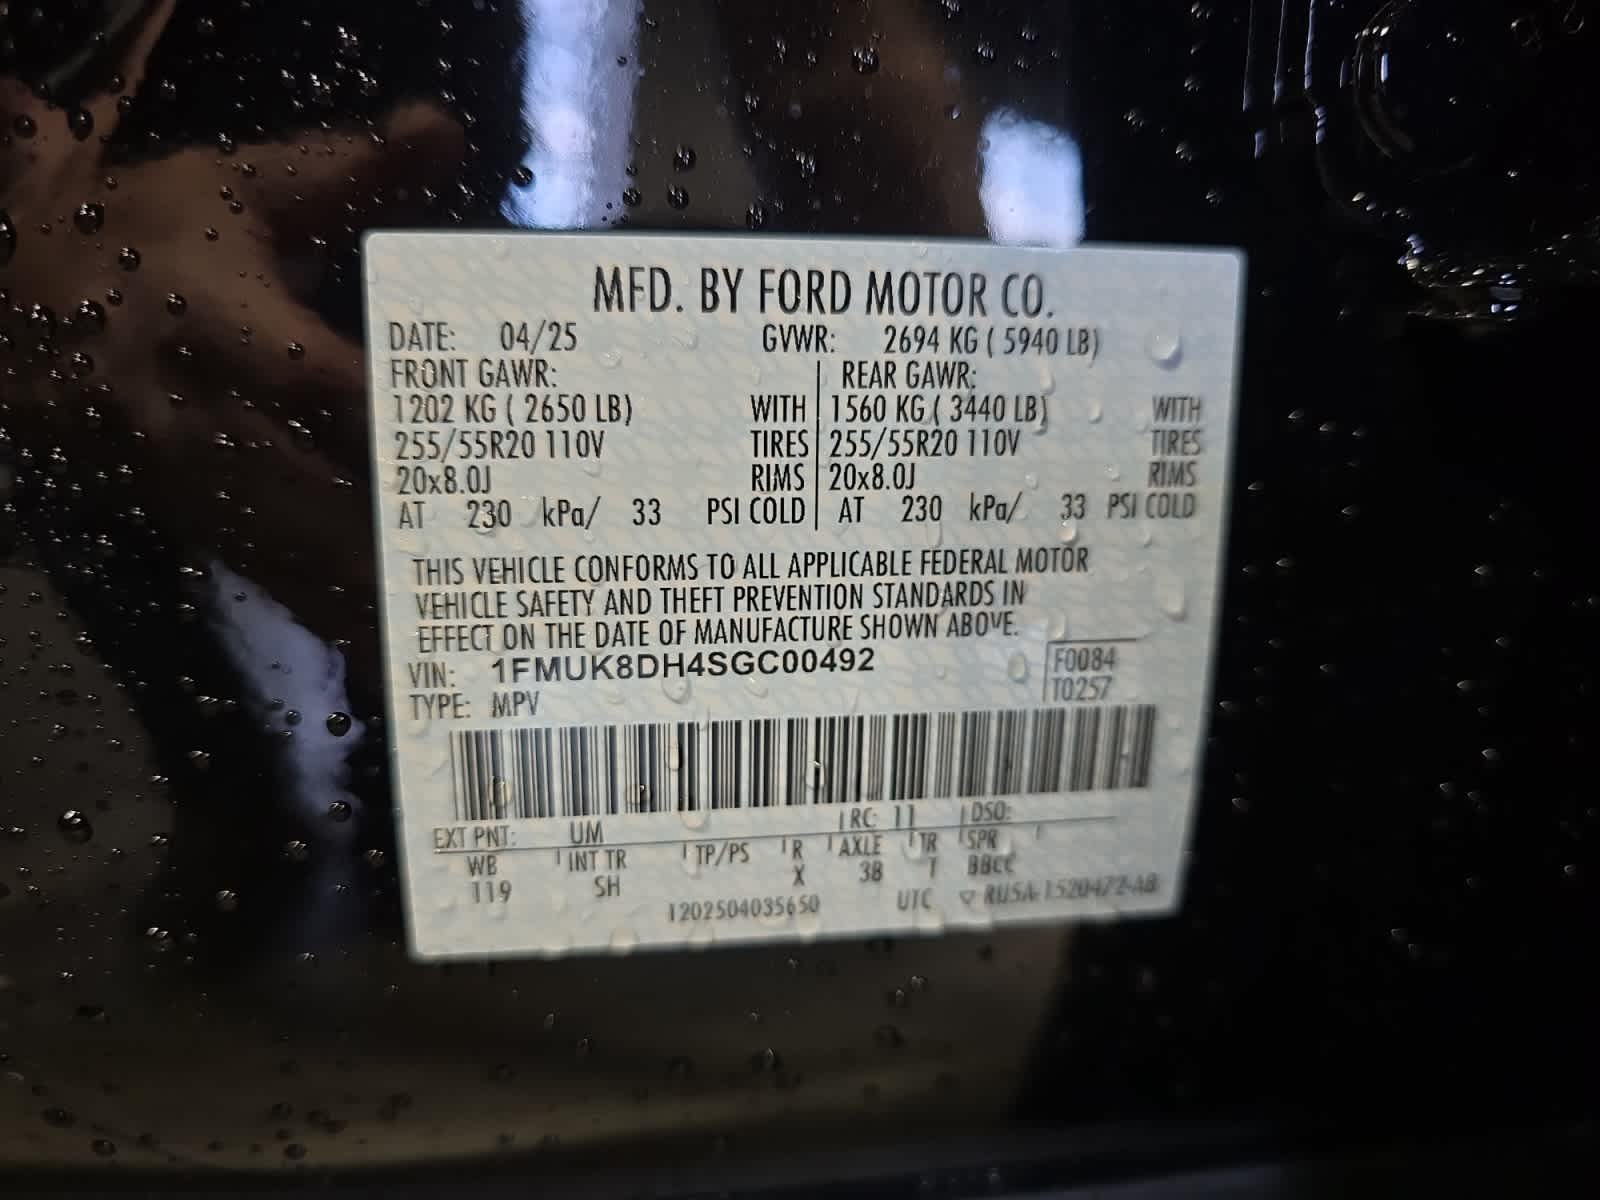 MFD. BY FORD MOTOR CO.
DATE: 04/25 GVWR: 2694 KG ( 5940 LB)
FRONT GAWR: REAR GAWR:
1202 KG ( 2650 LB) WITH 1560 KG ( 3440 LB) WITH
255/55R20 110V TIRES 255/55R20 110V TIRES
20x8.0J RIMS 20x8.0J RIMS
AT 230 kPa/ 33 PSI COLD AT 230 kPa/ 33 PSI COLD
THIS VEHICLE CONFORMS TO ALL APPLICABLE FEDERAL MOTOR
VEHICLE SAFETY AND THEFT PREVENTION STANDARDS IN
EFFECT ON THE DATE OF MANUFACTURE SHOWN ABOVE.
VIN: 1FMUK8DH4SGC00492 F0084
TYPE: MPV T0257
EXT PNT: UM RC: 11 DSO:
WB INT TR TP/PS R AXLE TR SPR
119 SH X 38 BBCC
1202504035650 UTC